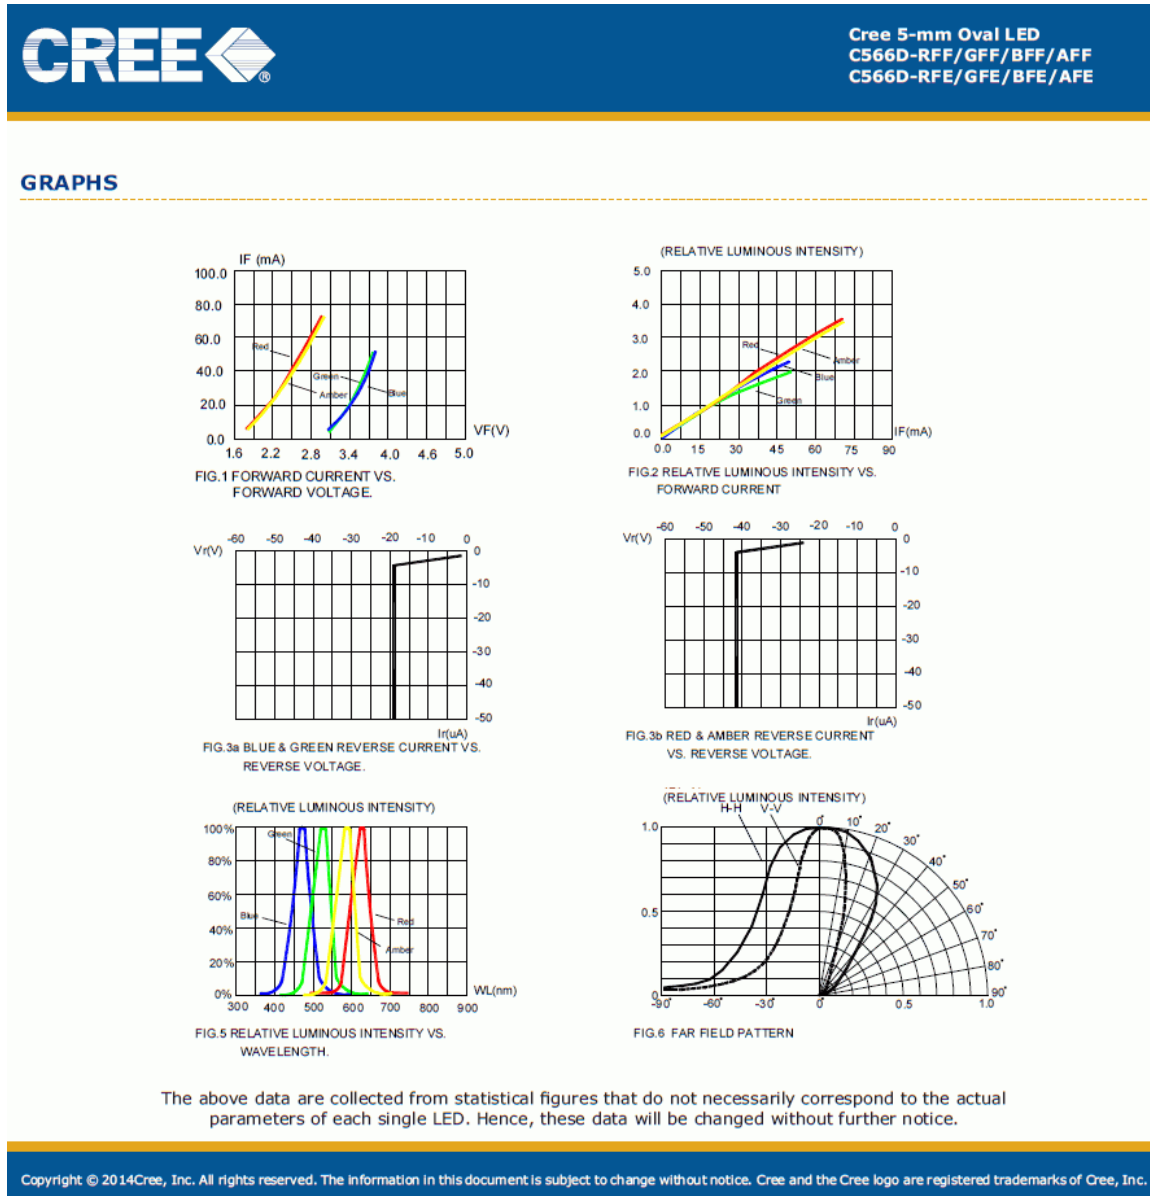 CREE
®
Cree 5-mm Oval LED
C566D-RFF/GFF/BFF/AFF
C566D-RFE/GFE/BFE/AFE
GRAPHS
IF (mA)
100.0
80.0
60.0
40.0
20.0
0.0
Red
Green
Amber
Blue
VF(V)
1.6 2.2 2.8 3.4 4.0 4.6 5.0
FIG.1 FORWARD CURRENT VS.
FORWARD VOLTAGE.
(RELATIVE LUMINOUS INTENSITY)
5.0
4.0
3.0
2.0
1.0
0.0
Red
Amber
Blue
Green
IF(mA)
0.0 15 30 45 60 75 90
FIG.2 RELATIVE LUMINOUS INTENSITY VS.
FORWARD CURRENT
Vr(V)
-60 -50 -40 -30 -20 -10 0
0
-10
-20
-30
-40
-50
Ir(uA)
FIG.3a BLUE & GREEN REVERSE CURRENT VS.
REVERSE VOLTAGE.
Vr(V)
-60 -50 -40 -30 -20 -10 0
0
-10
-20
-30
-40
-50
Ir(uA)
FIG.3b RED & AMBER REVERSE CURRENT
VS. REVERSE VOLTAGE.
(RELATIVE LUMINOUS INTENSITY)
100%
80%
60%
40%
20%
0%
Green
Blue
Red
Amber
WL(nm)
300 400 500 600 700 800 900
FIG.5 RELATIVE LUMINOUS INTENSITY VS.
WAVELENGTH.
(RELATIVE LUMINOUS INTENSITY)
H-H V-V
0° 10° 20° 30° 40° 50° 60° 70° 80° 90°
1.0
0.5
0
-90° -60° -30° 0° 0.5 1.0
FIG.6 FAR FIELD PATTERN
The above data are collected from statistical figures that do not necessarily correspond to the actual
parameters of each single LED. Hence, these data will be changed without further notice.
Copyright © 2014Cree, Inc. All rights reserved. The information in this document is subject to change without notice. Cree and the Cree logo are registered trademarks of Cree, Inc.